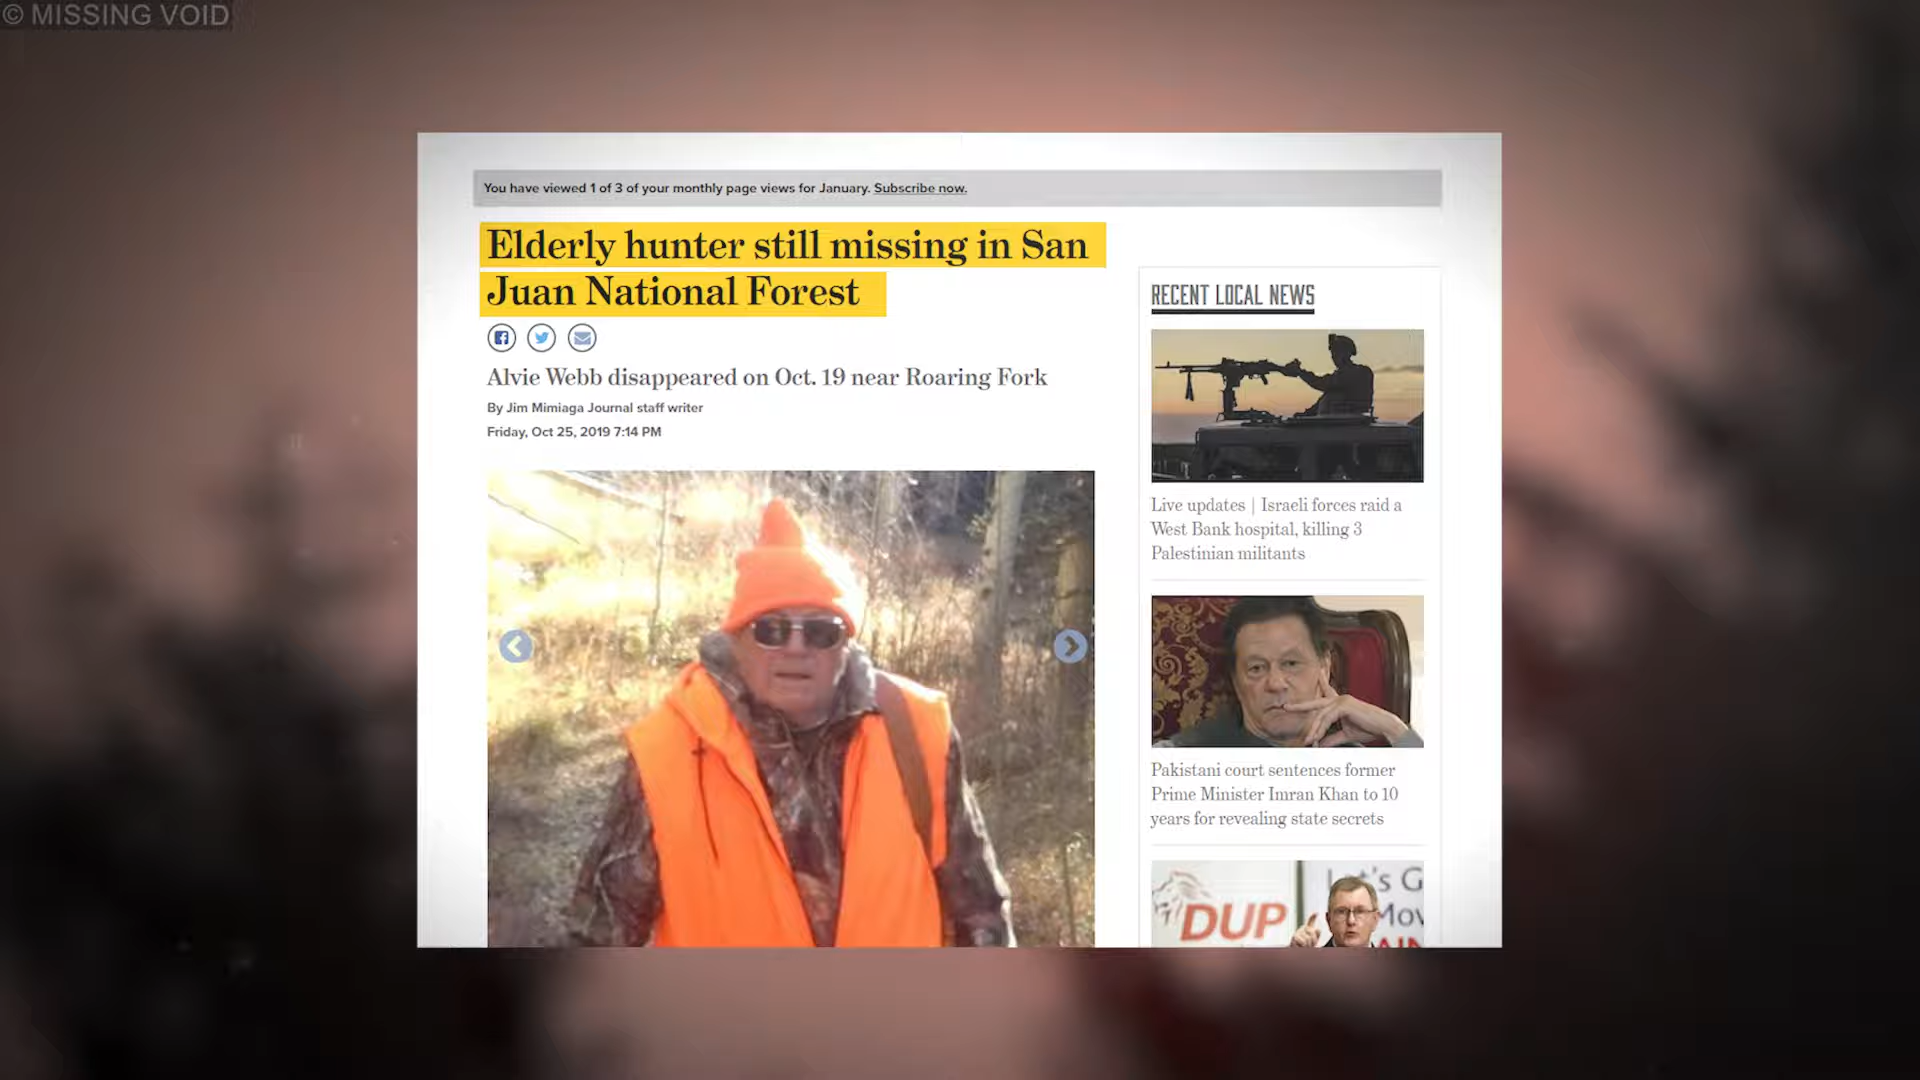 © MISSING VOID
You have viewed 1 of 3 of your monthly page views for January. Subscribe now.
Elderly hunter still missing in San
Juan National Forest
Alvie Webb disappeared on Oct. 19 near Roaring Fork
By Jim Mimiaga Journal staff writer
Friday, Oct 25, 2019 7:14 PM
RECENT LOCAL NEWS
Live updates | Israeli forces raid a
West Bank hospital, killing 3
Palestinian militants
Pakistani court sentences former
Prime Minister Imran Khan to 10
years for revealing state secrets
DUP